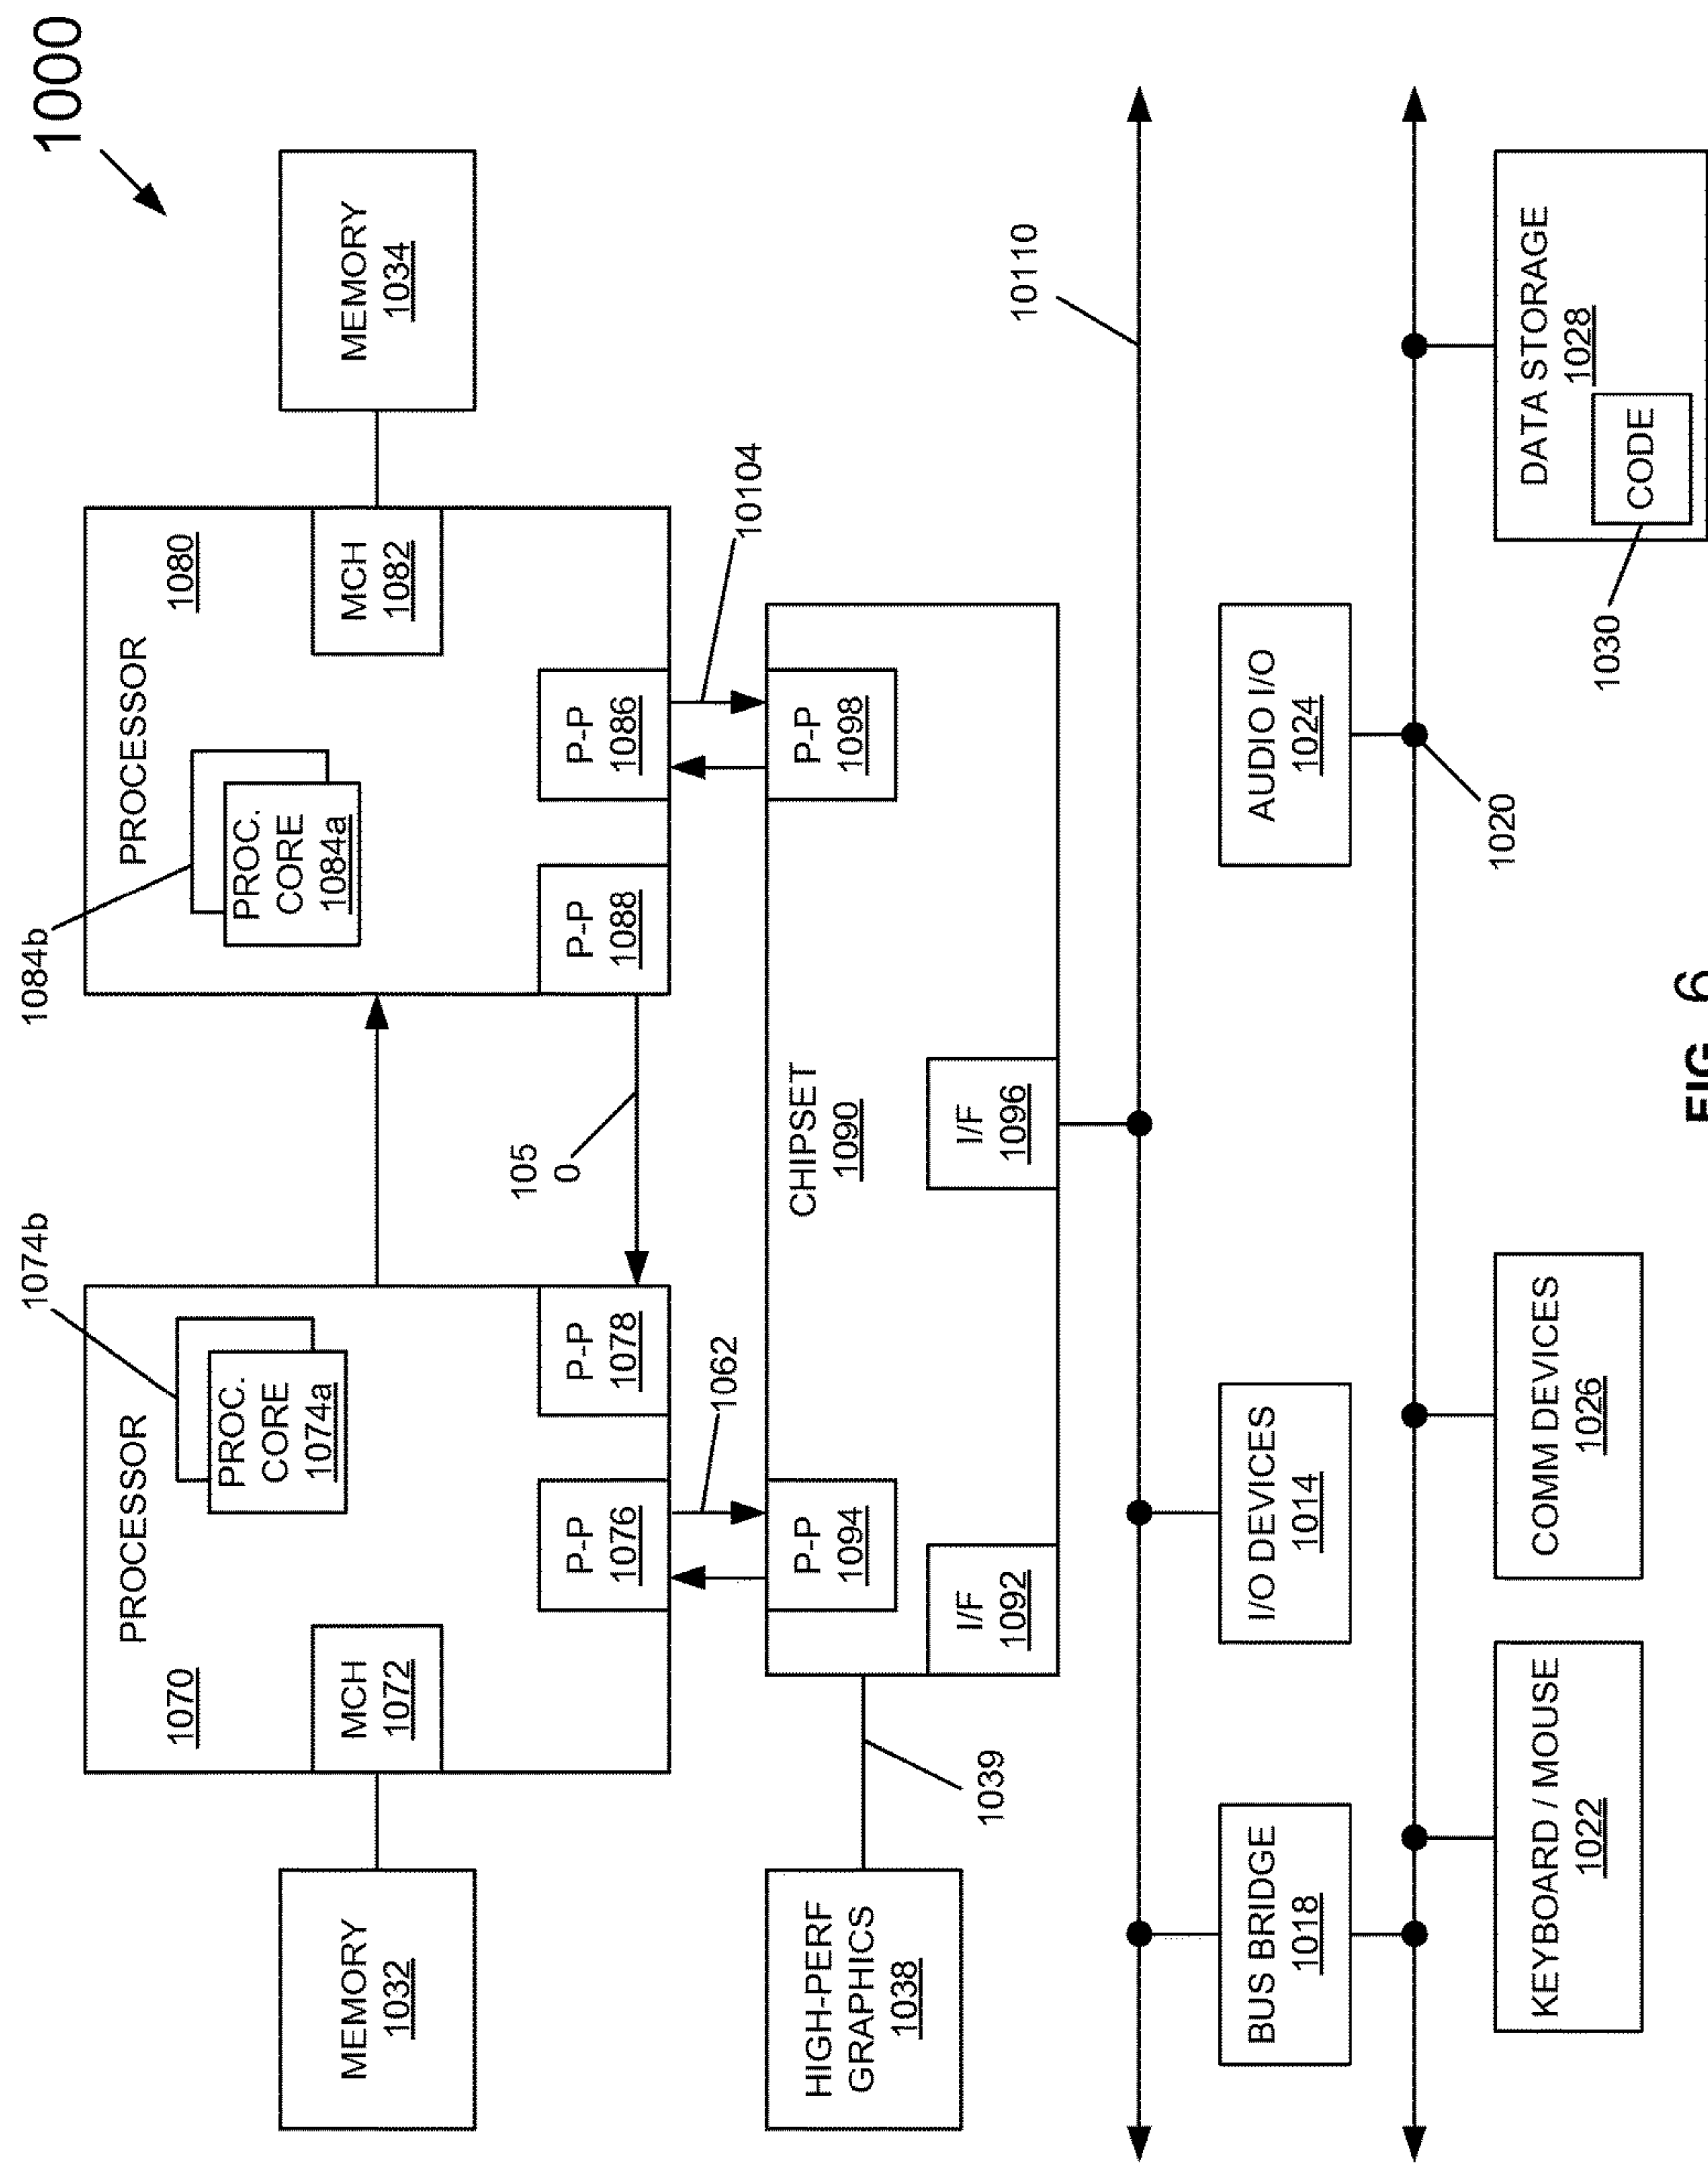 1000
1074b
1084b
PROCESSOR
1070
PROC.
CORE
1074a
MCH
1072
P-P
1076
P-P
1078
MEMORY
1032
PROCESSOR
1080
PROC.
CORE
1084a
MCH
1082
P-P
1088
P-P
1086
MEMORY
1034
105
0
1062
10104
HIGH-PERF
GRAPHICS
1038
1039
CHIPSET
1090
P-P
1094
P-P
1098
I/F
1092
I/F
1096
10110
BUS BRIDGE
1018
I/O DEVICES
1014
AUDIO I/O
1024
1020
KEYBOARD / MOUSE
1022
COMM DEVICES
1026
DATA STORAGE
1028
CODE
1030